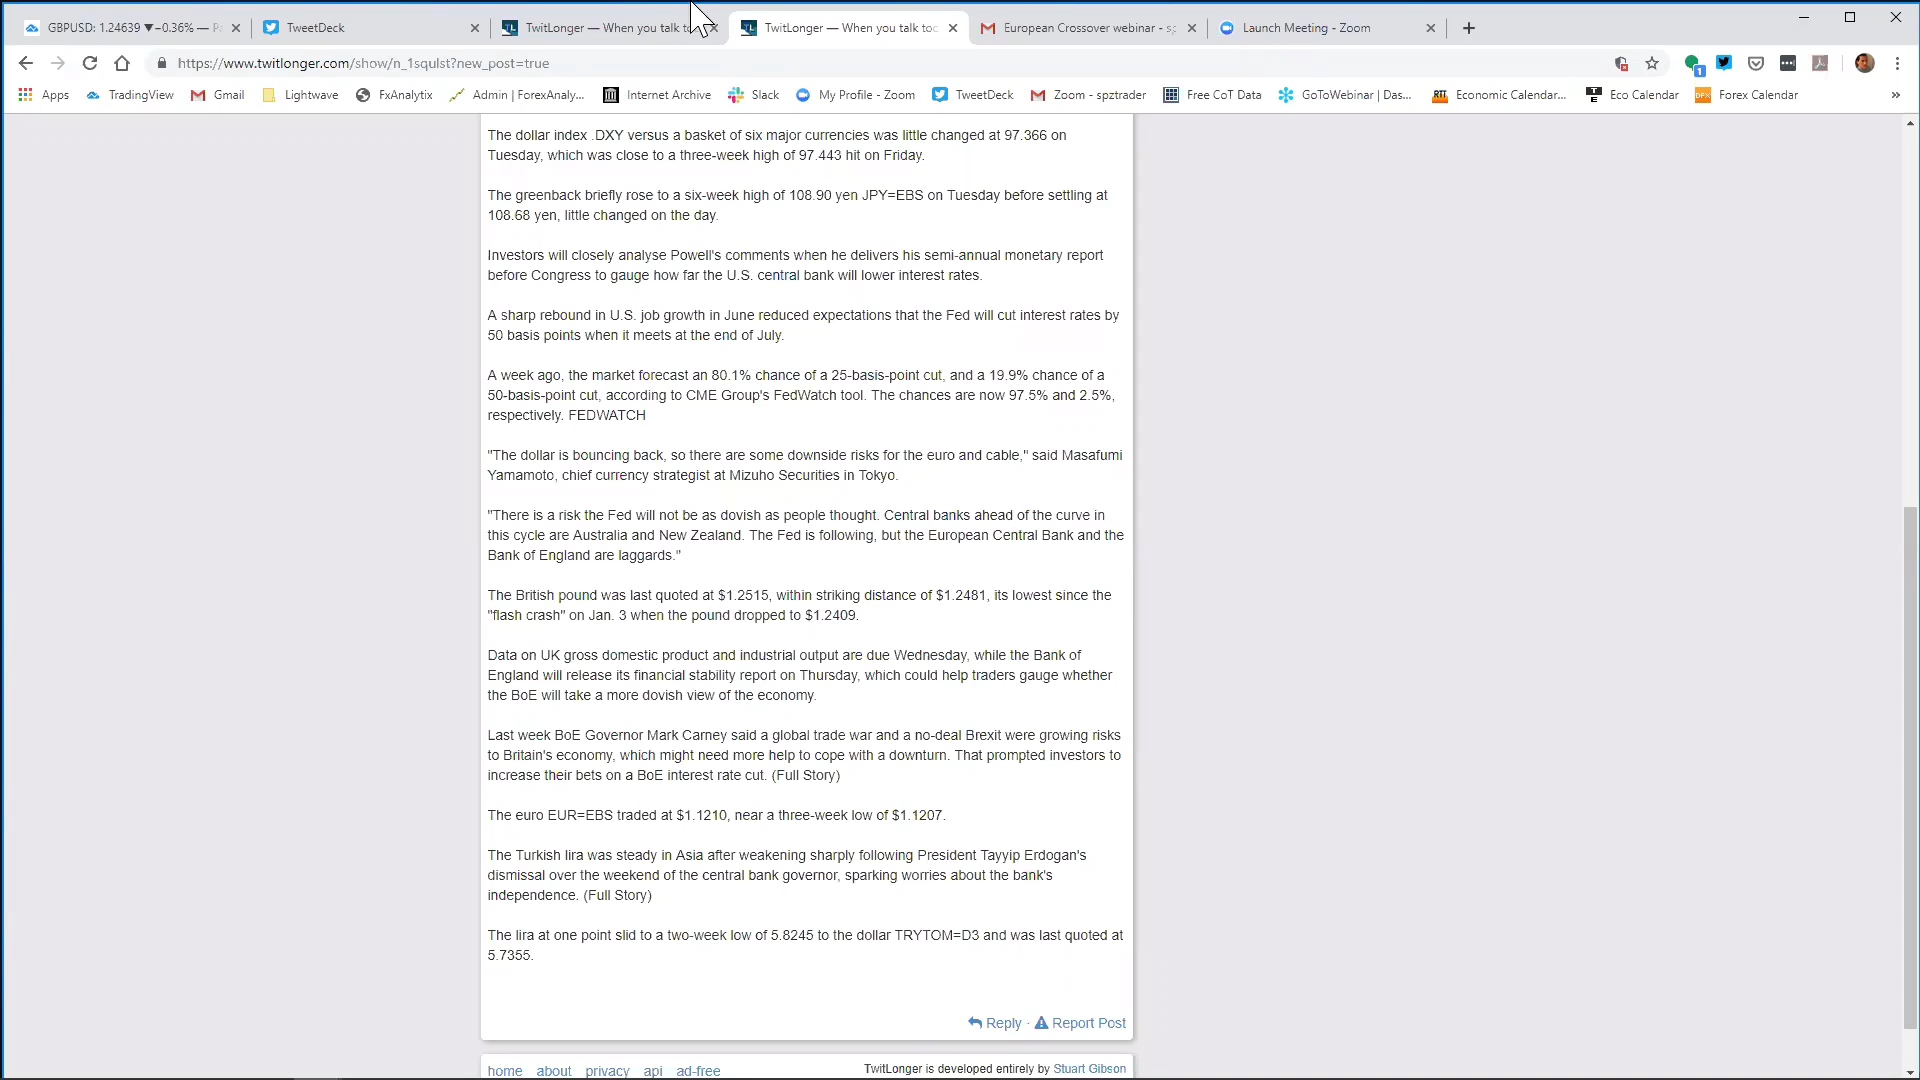 GBPUSD: 1.24639 ▼−0.36% —
TweetDeck
TwitLonger — When you talk to
TwitLonger — When you talk too
European Crossover webinar - sp
Launch Meeting - Zoom
https://www.twitlonger.com/show/n_1squlst?new_post=true
Apps
TradingView
Gmail
Lightwave
FxAnalytix
Admin | ForexAnaly...
Internet Archive
Slack
My Profile - Zoom
TweetDeck
Zoom - spztrader
Free CoT Data
GoToWebinar | Das...
Economic Calendar...
Eco Calendar
Forex Calendar
»
The dollar index .DXY versus a basket of six major currencies was little changed at 97.366 on
Tuesday, which was close to a three-week high of 97.443 hit on Friday.
The greenback briefly rose to a six-week high of 108.90 yen JPY=EBS on Tuesday before settling at
108.68 yen, little changed on the day.
Investors will closely analyse Powell's comments when he delivers his semi-annual monetary report
before Congress to gauge how far the U.S. central bank will lower interest rates.
A sharp rebound in U.S. job growth in June reduced expectations that the Fed will cut interest rates by
50 basis points when it meets at the end of July.
A week ago, the market forecast an 80.1% chance of a 25-basis-point cut, and a 19.9% chance of a
50-basis-point cut, according to CME Group's FedWatch tool. The chances are now 97.5% and 2.5%,
respectively. FEDWATCH
"The dollar is bouncing back, so there are some downside risks for the euro and cable," said Masafumi
Yamamoto, chief currency strategist at Mizuho Securities in Tokyo.
"There is a risk the Fed will not be as dovish as people thought. Central banks ahead of the curve in
this cycle are Australia and New Zealand. The Fed is following, but the European Central Bank and the
Bank of England are laggards."
The British pound was last quoted at $1.2515, within striking distance of $1.2481, its lowest since the
"flash crash" on Jan. 3 when the pound dropped to $1.2409.
Data on UK gross domestic product and industrial output are due Wednesday, while the Bank of
England will release its financial stability report on Thursday, which could help traders gauge whether
the BoE will take a more dovish view of the economy.
Last week BoE Governor Mark Carney said a global trade war and a no-deal Brexit were growing risks
to Britain's economy, which might need more help to cope with a downturn. That prompted investors to
increase their bets on a BoE interest rate cut. (Full Story)
The euro EUR=EBS traded at $1.1210, near a three-week low of $1.1207.
The Turkish lira was steady in Asia after weakening sharply following President Tayyip Erdogan's
dismissal over the weekend of the central bank governor, sparking worries about the bank's
independence. (Full Story)
The lira at one point slid to a two-week low of 5.8245 to the dollar TRYTOM=D3 and was last quoted at
5.7355.
Reply · Report Post
home about privacy api ad-free
TwitLonger is developed entirely by Stuart Gibson